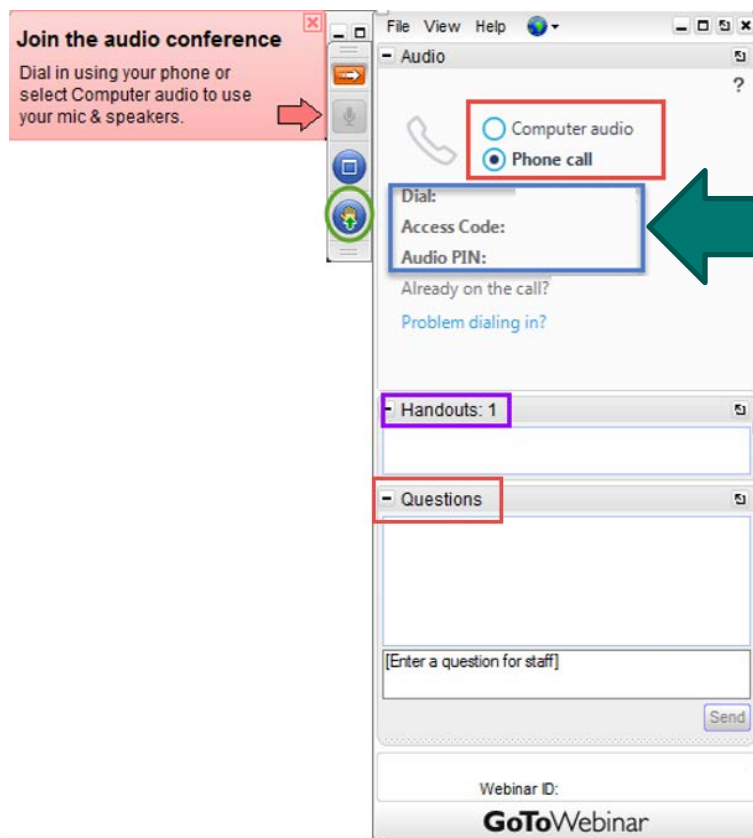 Join the audio conference
Dial in using your phone or
select Computer audio to use
your mic & speakers.
File View Help
Audio
?
Computer audio
Phone call
Dial:
Access Code:
Audio PIN:
Already on the call?
Problem dialing in?
Handouts: 1
Questions
[Enter a question for staff]
Send
Webinar ID:
GoToWebinar